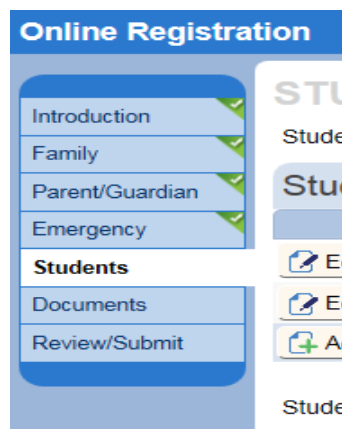 Online Registration
Introduction
Family
Parent/Guardian
Emergency
Students
Documents
Review/Submit